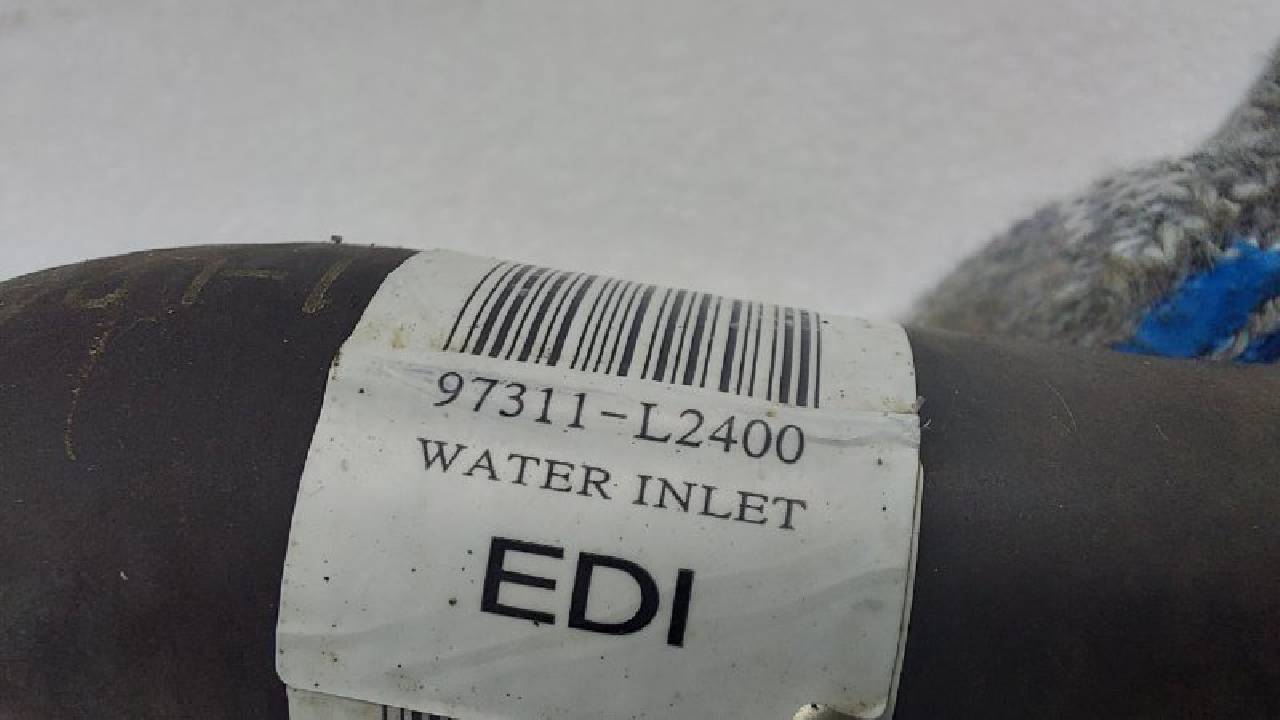 97311-L2400
WATER INLET
EDI